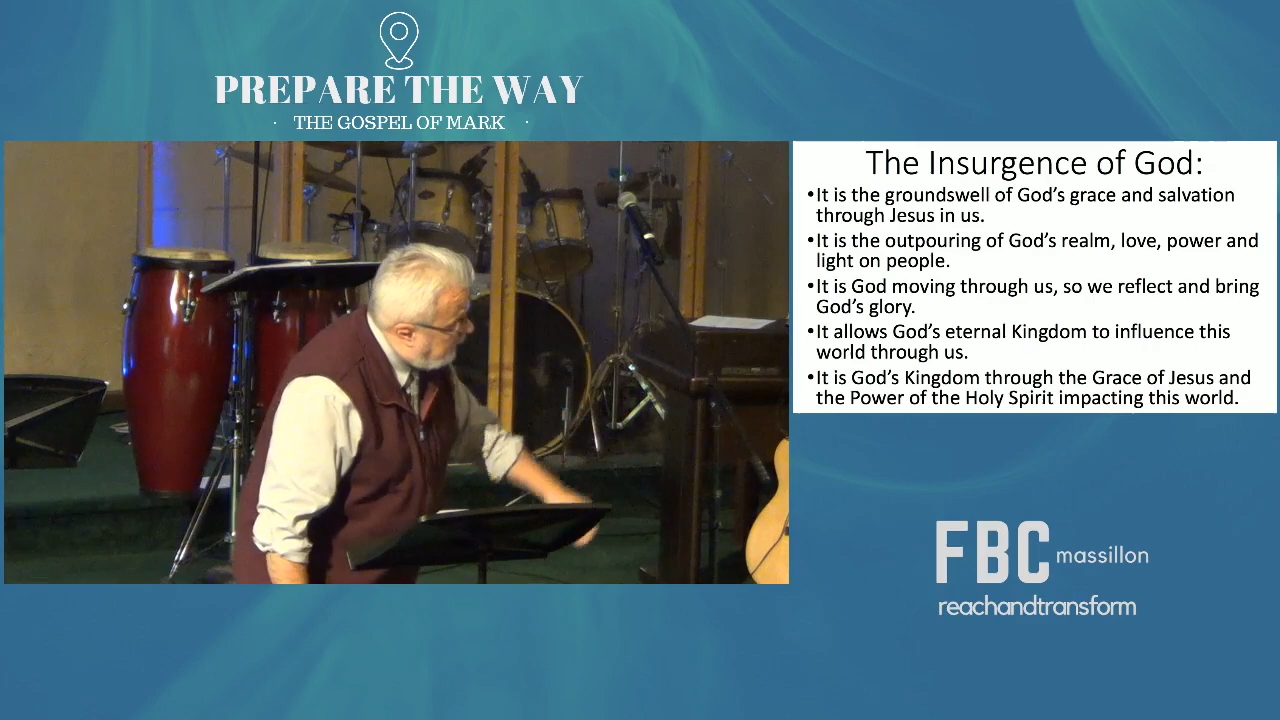 PREPARE THE WAY
· THE GOSPEL OF MARK ·
The Insurgence of God:
•It is the groundswell of God's grace and salvation
through Jesus in us.
•It is the outpouring of God's realm, love, power and
light on people.
•It is God moving through us, so we reflect and bring
God's glory.
•It allows God's eternal Kingdom to influence this
world through us.
•It is God's Kingdom through the Grace of Jesus and
the Power of the Holy Spirit impacting this world.
FBC massillon
reachandtransform